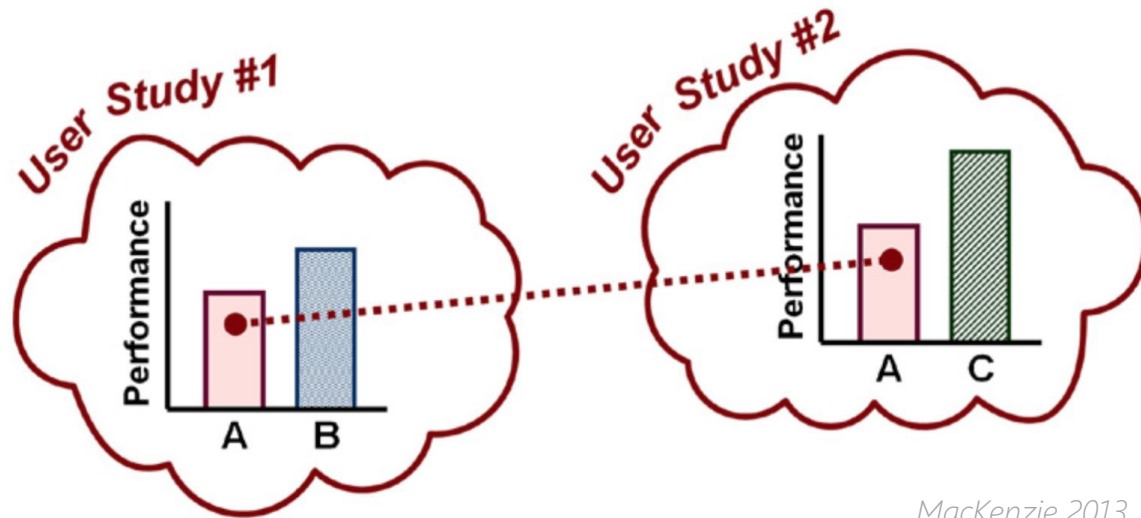 User Study #1
Performance
A
B
User Study #2
Performance
A
C
MacKenzie 2013